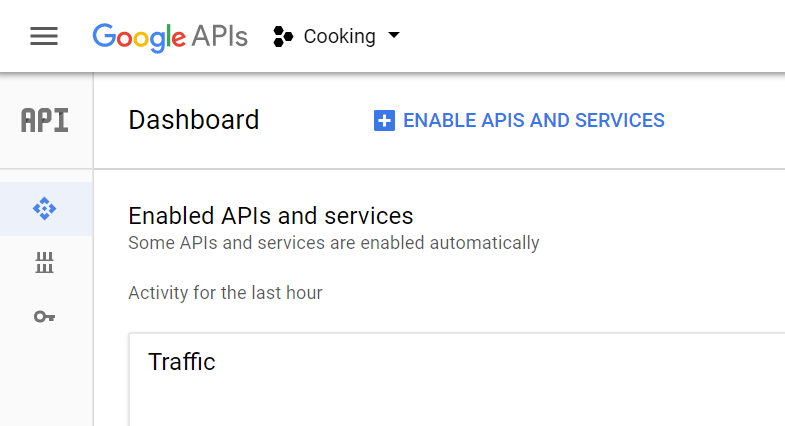 Google APIs Cooking
API
Dashboard ENABLE APIS AND SERVICES
Enabled APIs and services
Some APIs and services are enabled automatically
Activity for the last hour
Traffic